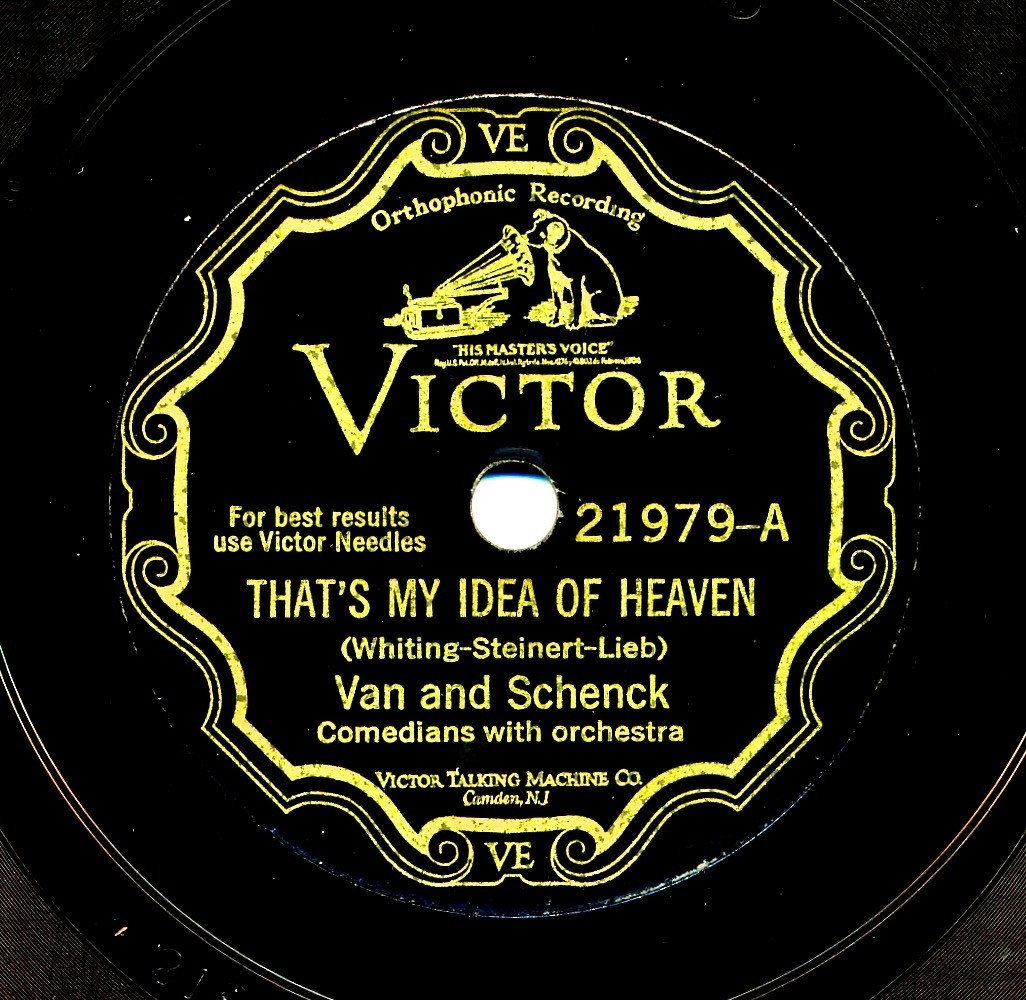 VE
Orthophonic Recording
"HIS MASTER'S VOICE"
VICTOR
For best results
use Victor Needles
21979-A
THAT'S MY IDEA OF HEAVEN
(Whiting-Steinert-Lieb)
Van and Schenck
Comedians with orchestra
VICTOR TALKING MACHINE CO.
Camden, N.J
VE